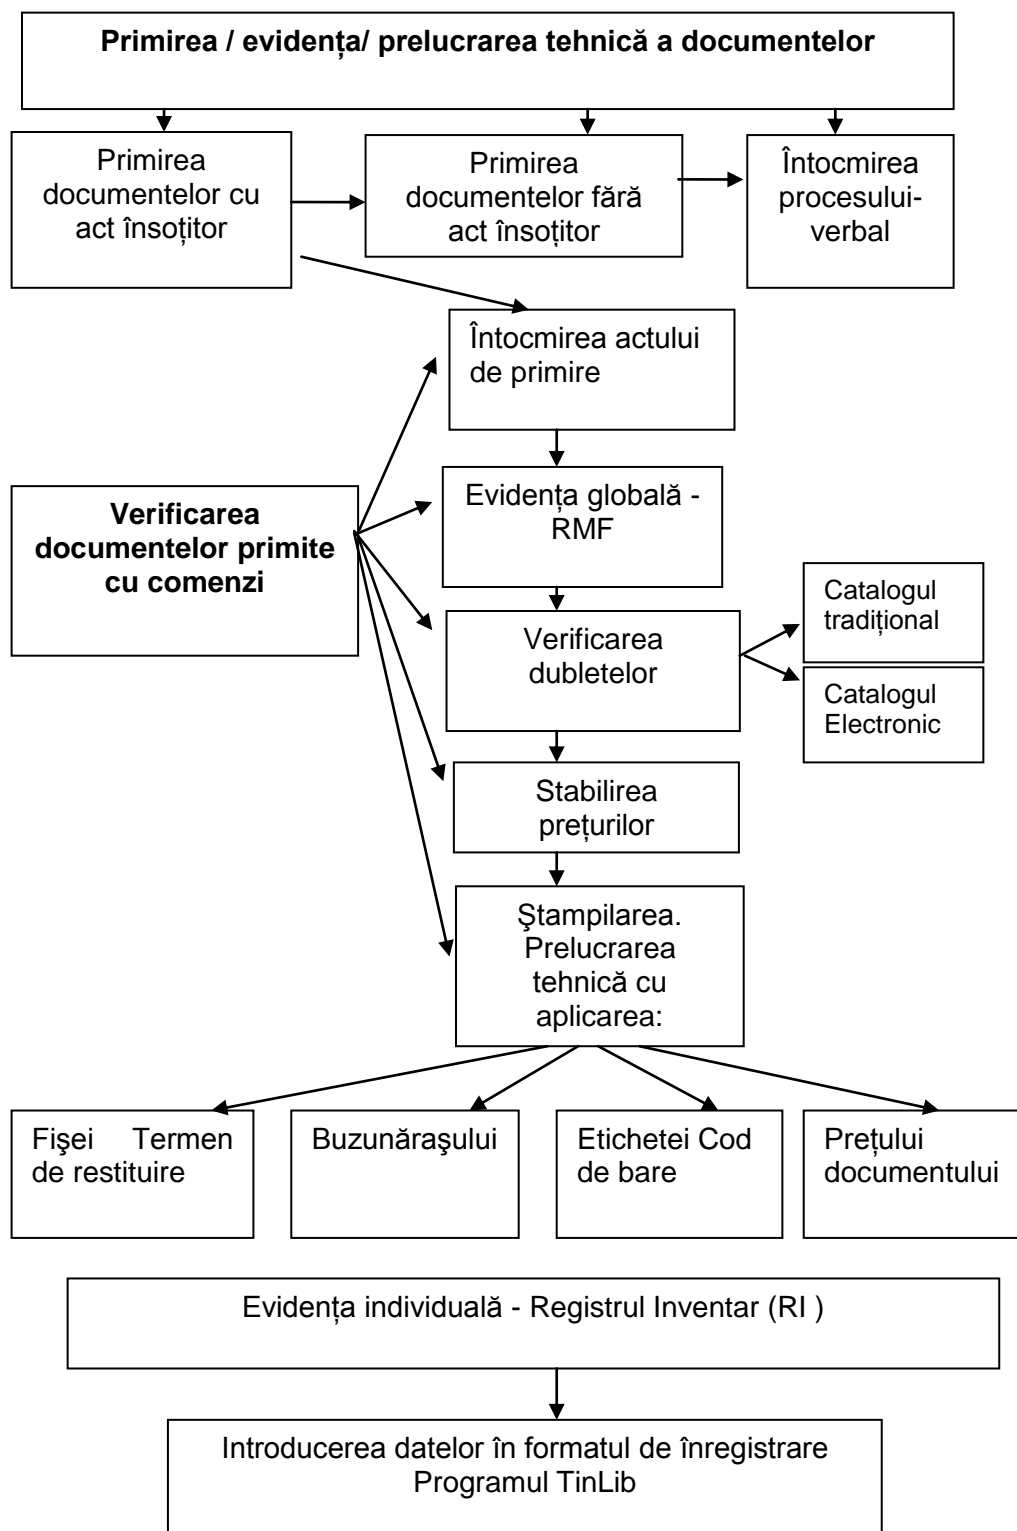 Primirea / evidența/ prelucrarea tehnică a documentelor
Primirea
documentelor cu
act însoțitor
Primirea
documentelor fără
act însoțitor
Întocmirea
procesului-
verbal
Întocmirea actului
de primire
Evidența globală -
RMF
Verificarea
documentelor primite
cu comenzi
Verificarea
dubletelor
Catalogul
tradițional
Catalogul
Electronic
Stabilirea
prețurilor
Ștampilarea.
Prelucrarea
tehnică cu
aplicarea:
Fişei Termen
de restituire
Buzunăraşului
Etichetei Cod
de bare
Prețului
documentului
Evidența individuală - Registrul Inventar (RI )
Introducerea datelor în formatul de înregistrare
Programul TinLib